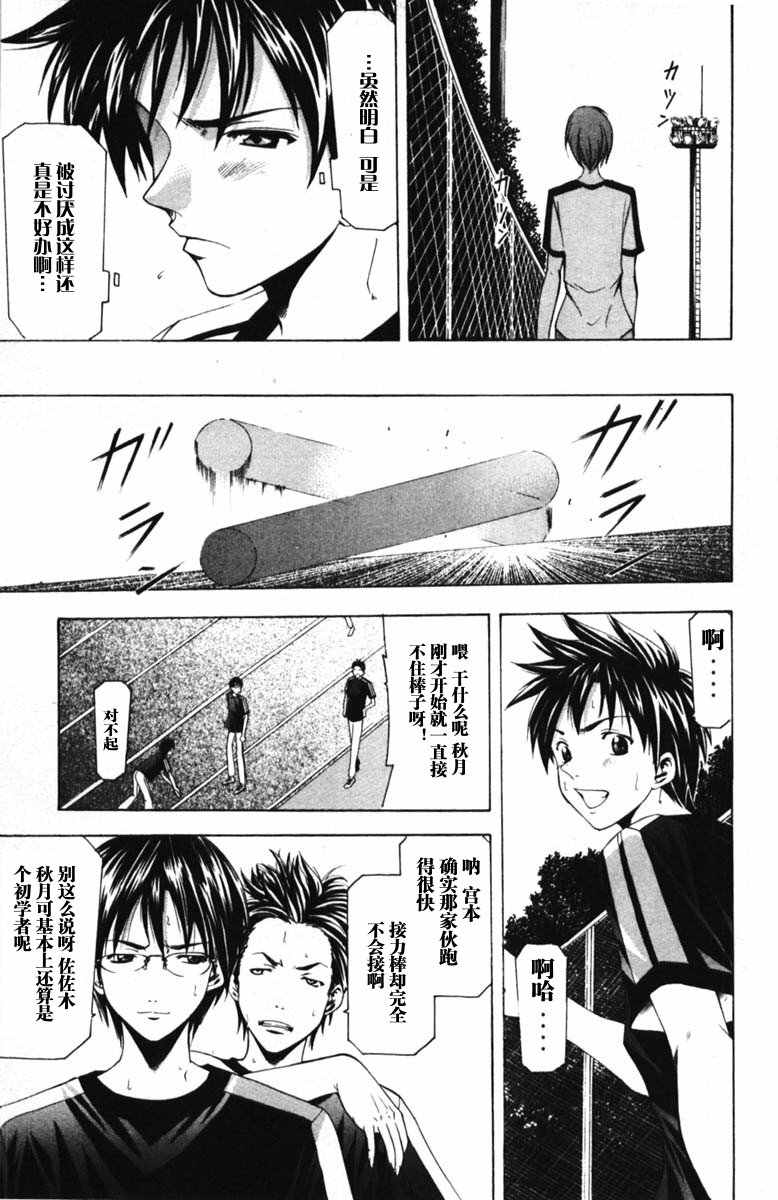 カツン
カツン
…虽然明白 可是
被讨厌成这样还
真是不好办啊…
ガラ
ガラ
啊‥‥
啊哈‥‥
喂 干什么呢 秋月
刚才开始就一直接
不住棒子呀！
对不起
呐 宫本
确实那家伙跑
得很快
接力棒却完全
不会接啊
别这么说呀 佐佐木
秋月可基本上还算是
个初学者呢